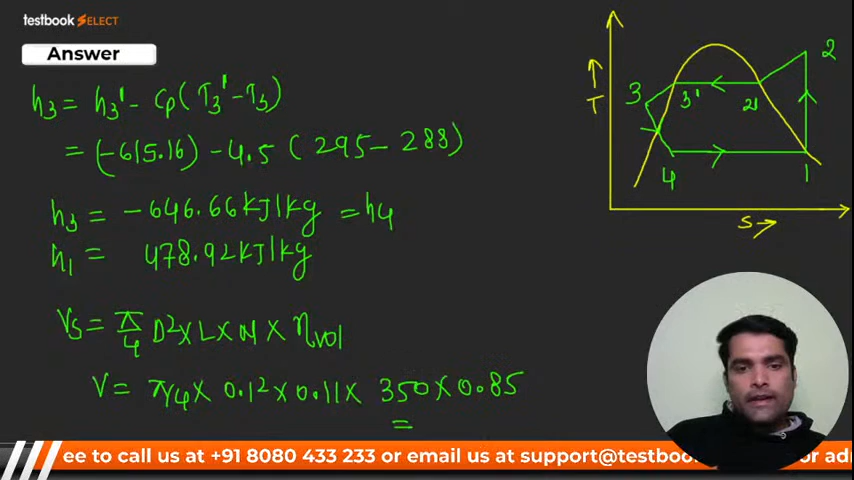 testbook SELECT
Answer
h3 = h3' - Cp (T3' - T3)
= (-615.16) - 4.5 (295 - 288)
h3 = -646.66 kJ/kg = h4
h1 = 478.92 kJ/kg
Vs = π/4 D² × L × N × ηvol
V = π/4 × 0.1² × 0.11 × 350 × 0.85
=
↑ T
3
3'
2'
2
4
1
S →
ee to call us at +91 8080 433 233 or email us at support@testbook
or adr